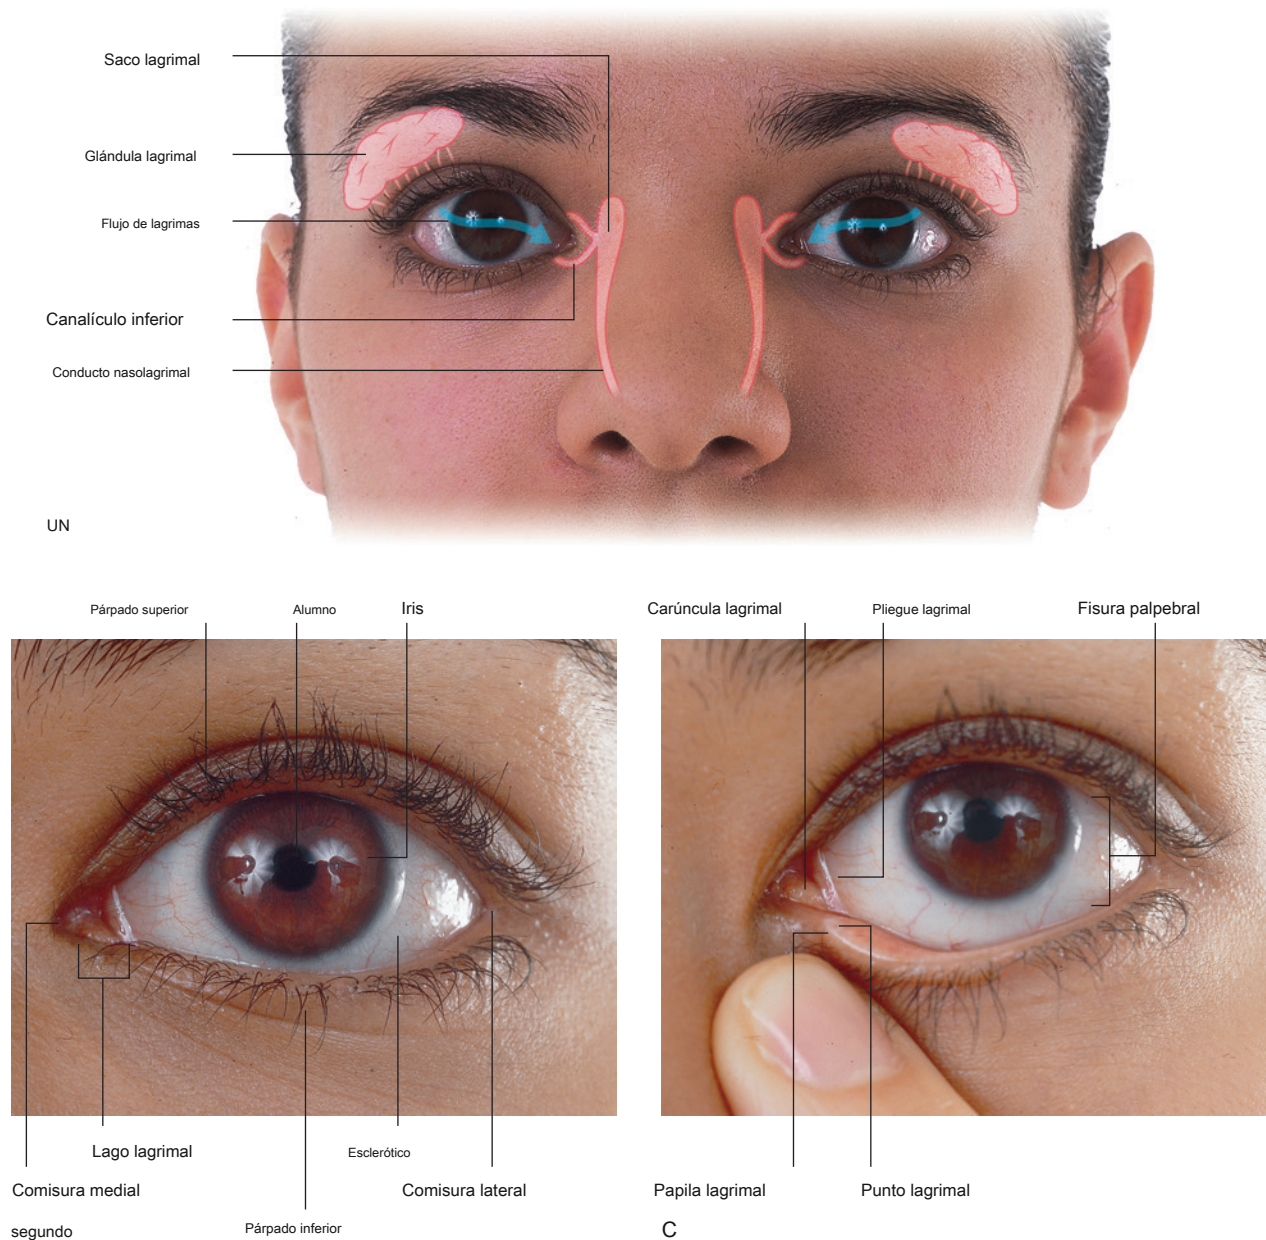 Saco lagrimal
Glándula lagrimal
Flujo de lagrimas
Canalículo inferior
Conducto nasolagrimal
UN
Párpado superior
Alumno
Iris
Carúncula lagrimal
Pliegue lagrimal
Fisura palpebral
Lago lagrimal
Esclerótico
Comisura medial
Comisura lateral
Papila lagrimal
Punto lagrimal
segundo
Párpado inferior
C